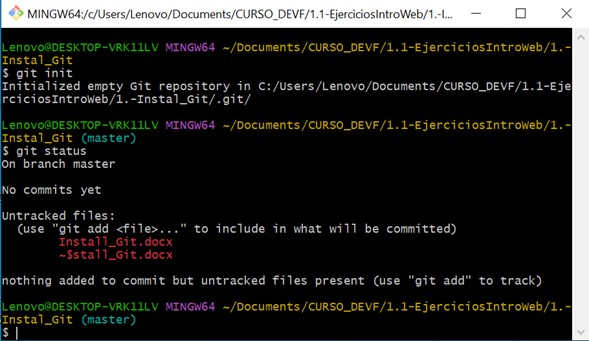 MINGW64:/c/Users/Lenovo/Documents/CURSO_DEVF/1.1-EjerciciosIntroWeb/1.-I...
Lenovo@DESKTOP-VRK11LV MINGW64 ~/Documents/CURSO_DEVF/1.1-EjerciciosIntroWeb/1.-
Instal_Git
$ git init
Initialized empty Git repository in C:/Users/Lenovo/Documents/CURSO_DEVF/1.1-Eje
rciciosIntroWeb/1.-Instal_Git/.git/
Lenovo@DESKTOP-VRK11LV MINGW64 ~/Documents/CURSO_DEVF/1.1-EjerciciosIntroWeb/1.-
Instal_Git (master)
$ git status
On branch master
No commits yet
Untracked files:
  (use "git add <file>..." to include in what will be committed)
        Install_Git.docx
        ~$stall_Git.docx
nothing added to commit but untracked files present (use "git add" to track)
Lenovo@DESKTOP-VRK11LV MINGW64 ~/Documents/CURSO_DEVF/1.1-EjerciciosIntroWeb/1.-
Instal_Git (master)
$